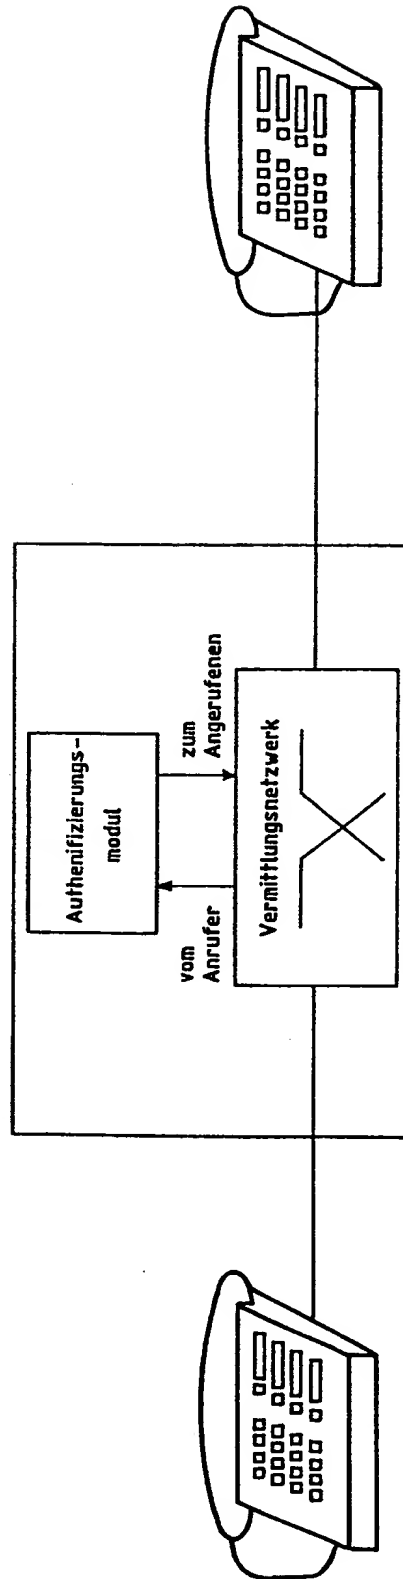 Authenifizierungs-
modul
vom
Anrufer
zum
Angerufenen
Vermittlungsnetzwerk